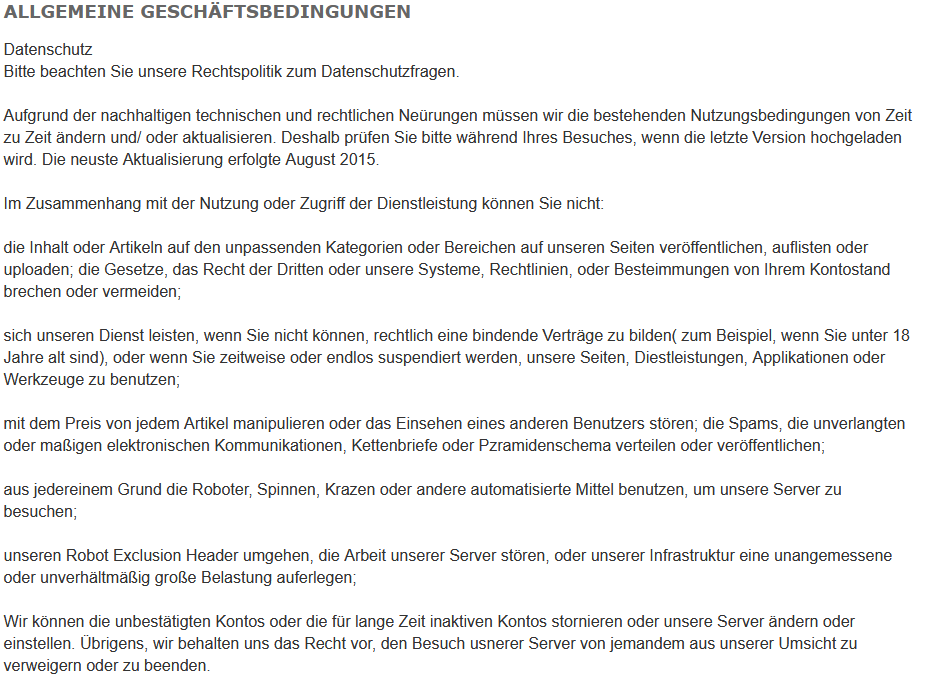 ALLGEMEINE GESCHÄFTSBEDINGUNGEN
Datenschutz
Bitte beachten Sie unsere Rechtspolitik zum Datenschutzfragen.
Aufgrund der nachhaltigen technischen und rechtlichen Neürungen müssen wir die bestehenden Nutzungsbedingungen von Zeit
zu Zeit ändern und/ oder aktualisieren. Deshalb prüfen Sie bitte während Ihres Besuches, wenn die letzte Version hochgeladen
wird. Die neuste Aktualisierung erfolgte August 2015.
Im Zusammenhang mit der Nutzung oder Zugriff der Dienstleistung können Sie nicht:
die Inhalt oder Artikeln auf den unpassenden Kategorien oder Bereichen auf unseren Seiten veröffentlichen, auflisten oder
uploaden; die Gesetze, das Recht der Dritten oder unsere Systeme, Rechtlinien, oder Besteimmungen von Ihrem Kontostand
brechen oder vermeiden;
sich unseren Dienst leisten, wenn Sie nicht können, rechtlich eine bindende Verträge zu bilden( zum Beispiel, wenn Sie unter 18
Jahre alt sind), oder wenn Sie zeitweise oder endlos suspendiert werden, unsere Seiten, Diestleistungen, Applikationen oder
Werkzeuge zu benutzen;
mit dem Preis von jedem Artikel manipulieren oder das Einsehen eines anderen Benutzers stören; die Spams, die unverlangten
oder maßigen elektronischen Kommunikationen, Kettenbriefe oder Pzramidenschema verteilen oder veröffentlichen;
aus jedereinem Grund die Roboter, Spinnen, Krazen oder andere automatisierte Mittel benutzen, um unsere Server zu
besuchen;
unseren Robot Exclusion Header umgehen, die Arbeit unserer Server stören, oder unserer Infrastruktur eine unangemessene
oder unverhältmäßig große Belastung auferlegen;
Wir können die unbestätigten Kontos oder die für lange Zeit inaktiven Kontos stornieren oder unsere Server ändern oder
einstellen. Übrigens, wir behalten uns das Recht vor, den Besuch usnerer Server von jemandem aus unserer Umsicht zu
verweigern oder zu beenden.